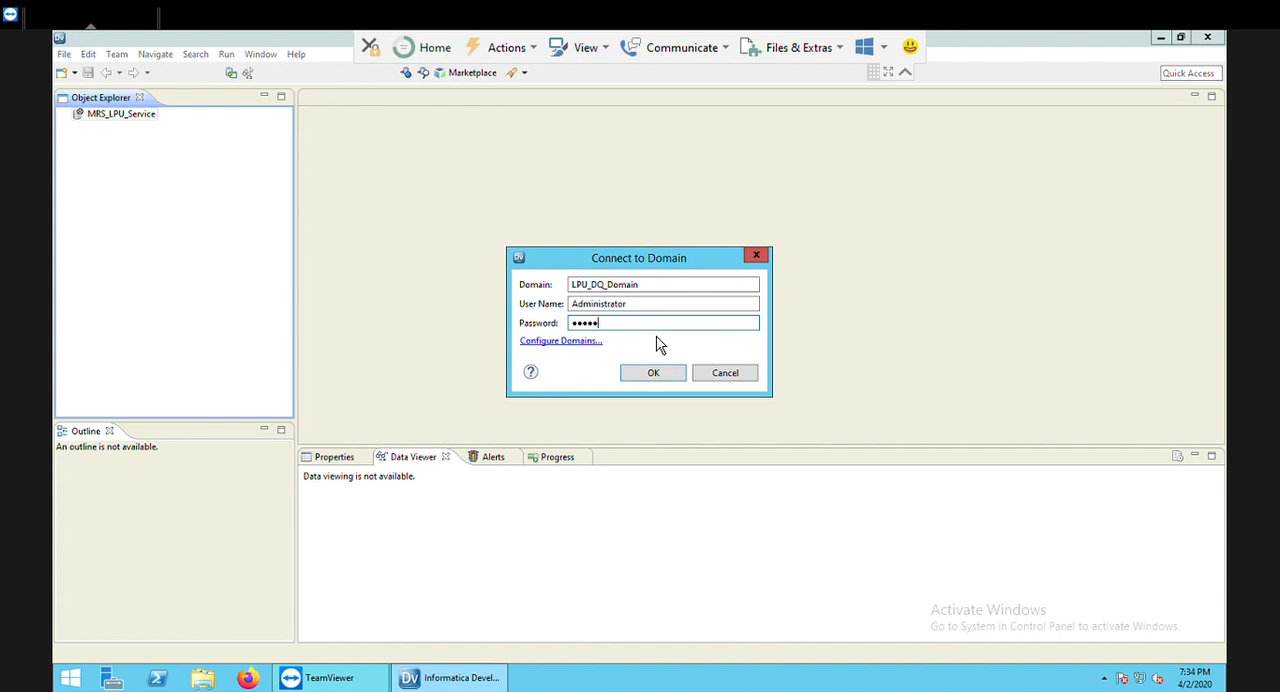 Home
Actions
View
Communicate
Files & Extras
File Edit Team Navigate Search Run Window Help
Marketplace
Quick Access
Object Explorer
MRS_LPU_Service
Connect to Domain
Domain: LPU_DQ_Domain
User Name: Administrator
Password: •••••
Configure Domains...
OK Cancel
Outline
An outline is not available.
Properties Data Viewer Alerts Progress
Data viewing is not available.
Activate Windows
Go to System in Control Panel to activate Windows.
TeamViewer
Dv Informatica Devel...
7:34 PM
4/2/2020